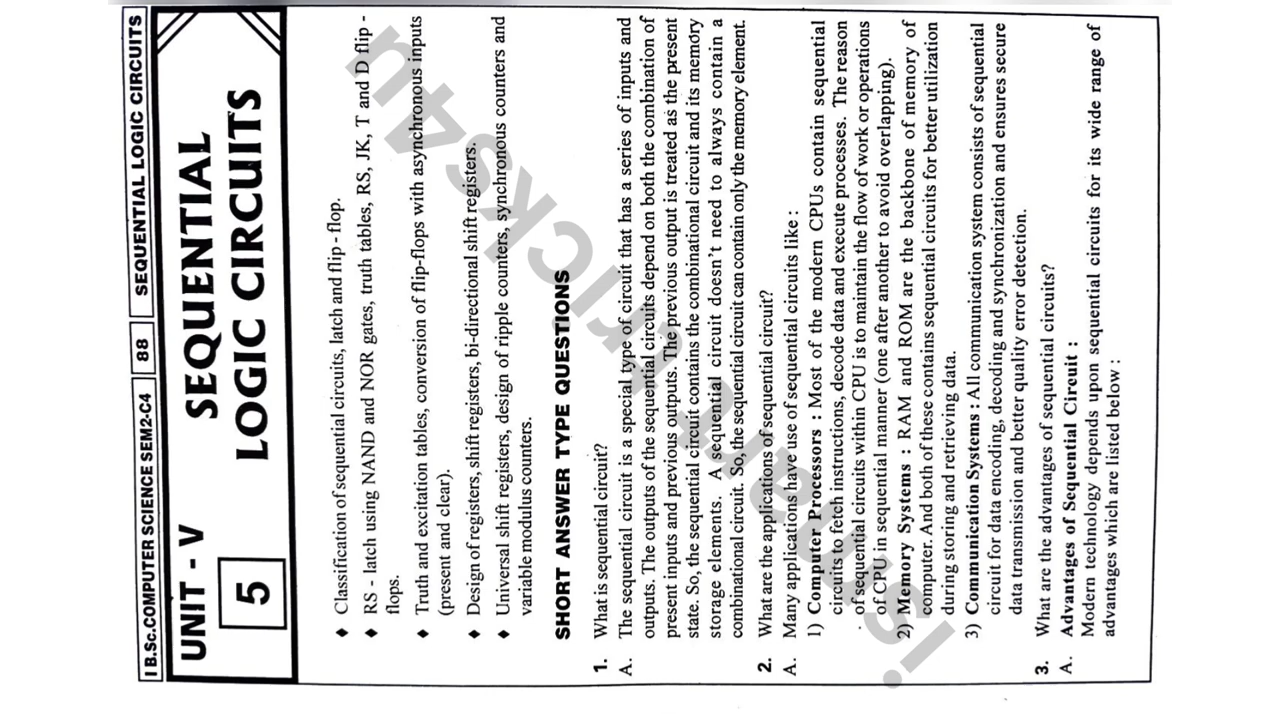 I B.Sc.COMPUTER SCIENCE SEM2-C4 88 SEQUENTIAL LOGIC CIRCUITS
UNIT - V
5
SEQUENTIAL
LOGIC CIRCUITS
♦ Classification of sequential circuits, latch and flip - flop.
♦ RS - latch using NAND and NOR gates, truth tables, RS, JK, T and D flip -
flops.
♦ Truth and excitation tables, conversion of flip-flops with asynchronous inputs
(present and clear).
♦ Design of registers, shift registers, bi-directional shift registers.
♦ Universal shift registers, design of ripple counters, synchronous counters and
variable modulus counters.
SHORT ANSWER TYPE QUESTIONS
1. What is sequential circuit?
A. The sequential circuit is a special type of circuit that has a series of inputs and
outputs. The outputs of the sequential circuits depend on both the combination of
present inputs and previous outputs. The previous output is treated as the present
state. So, the sequential circuit contains the combinational circuit and its memory
storage elements. A sequential circuit doesn't need to always contain a
combinational circuit. So, the sequential circuit can contain only the memory element.
2. What are the applications of sequential circuit?
A. Many applications have use of sequential circuits like :
1) Computer Processors : Most of the modern CPUs contain sequential
circuits to fetch instructions, decode data and execute processes. The reason
of sequential circuits within CPU is to maintain the flow of work or operations
of CPU in sequential manner (one after another to avoid overlapping).
2) Memory Systems : RAM and ROM are the backbone of memory of
computer. And both of these contains sequential circuits for better utilization
during storing and retrieving data.
3) Communication Systems : All communication system consists of sequential
circuit for data encoding, decoding and synchronization and ensures secure
data transmission and better quality error detection.
3. What are the advantages of sequential circuits?
A. Advantages of Sequential Circuit :
Modern technology depends upon sequential circuits for its wide range of
advantages which are listed below :
ismart tricks4u